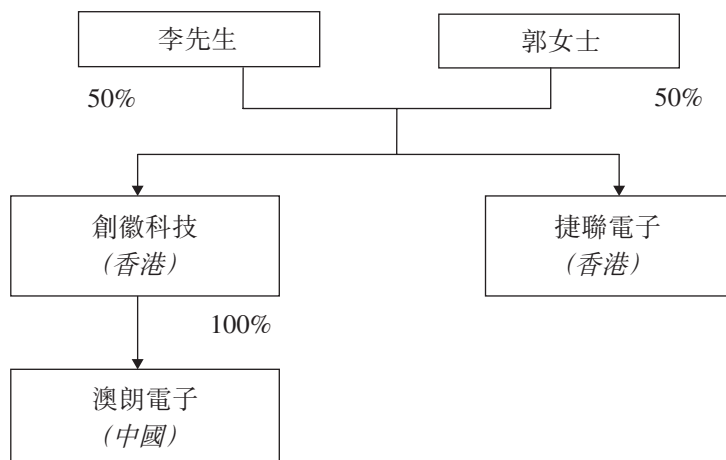 李先生
郭女士
50%
50%
創徽科技
（香港）
捷聯電子
（香港）
100%
澳朗電子
（中國）